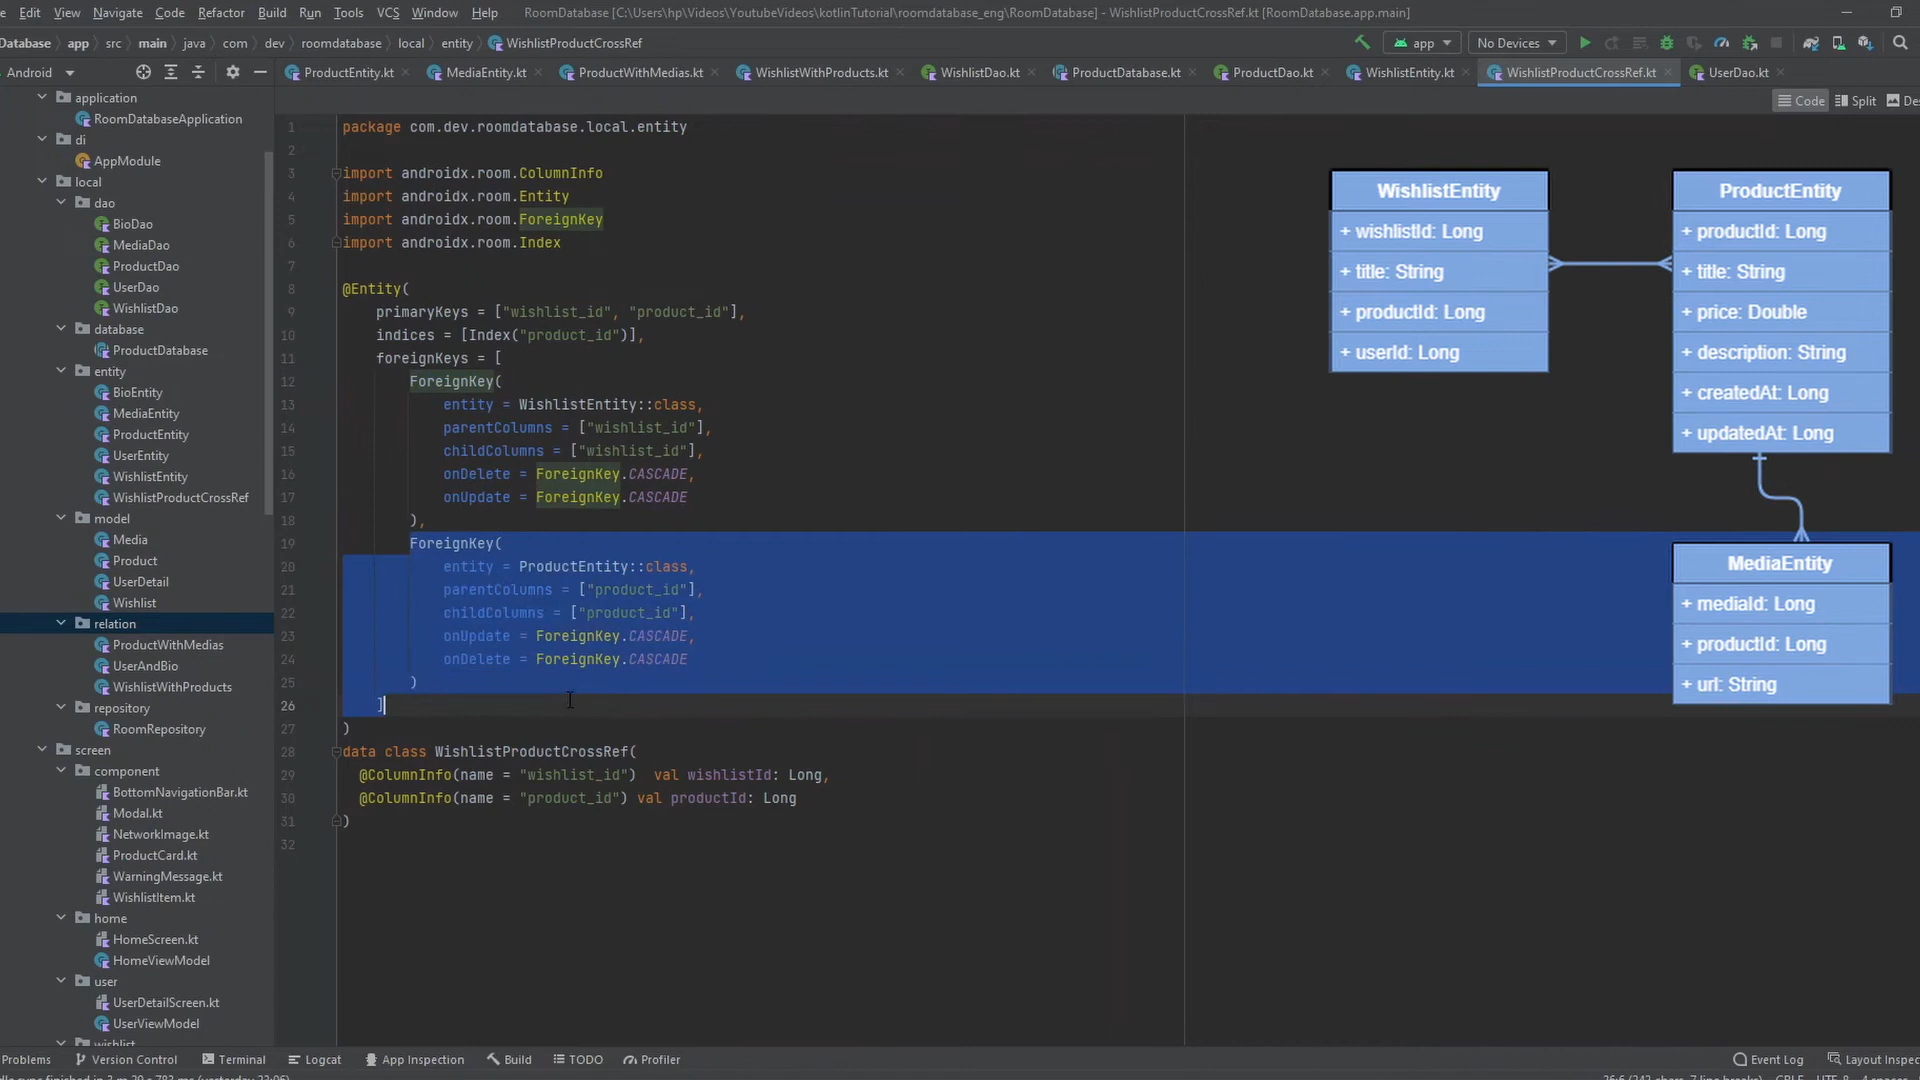 Edit View Navigate Code Refactor Build Run Tools VCS Window Help RoomDatabase [C:\Users\hp\Videos\YoutubeVideos\kotlinTutorial\roomdatabase_eng\RoomDatabase] - WishlistProductCrossRef.kt [RoomDatabase.app.main]
Database app src main java com dev roomdatabase local entity WishlistProductCrossRef
app No Devices
Android
ProductEntity.kt MediaEntity.kt ProductWithMedias.kt WishlistWithProducts.kt WishlistDao.kt ProductDatabase.kt ProductDao.kt WishlistEntity.kt WishlistProductCrossRef.kt UserDao.kt
Code Split Des
application
RoomDatabaseApplication
di
AppModule
local
dao
BioDao
MediaDao
ProductDao
UserDao
WishlistDao
database
ProductDatabase
entity
BioEntity
MediaEntity
ProductEntity
UserEntity
WishlistEntity
WishlistProductCrossRef
model
Media
Product
UserDetail
Wishlist
relation
ProductWithMedias
UserAndBio
WishlistWithProducts
repository
RoomRepository
screen
component
BottomNavigationBar.kt
Modal.kt
NetworkImage.kt
ProductCard.kt
WarningMessage.kt
WishlistItem.kt
home
HomeScreen.kt
HomeViewModel
user
UserDetailScreen.kt
UserViewModel
wishlist
1 package com.dev.roomdatabase.local.entity
2
3 import androidx.room.ColumnInfo
4 import androidx.room.Entity
5 import androidx.room.ForeignKey
6 import androidx.room.Index
7
8 @Entity(
9 primaryKeys = ["wishlist_id", "product_id"],
10 indices = [Index("product_id")],
11 foreignKeys = [
12 ForeignKey(
13 entity = WishlistEntity::class,
14 parentColumns = ["wishlist_id"],
15 childColumns = ["wishlist_id"],
16 onDelete = ForeignKey.CASCADE,
17 onUpdate = ForeignKey.CASCADE
18 ),
19 ForeignKey(
20 entity = ProductEntity::class,
21 parentColumns = ["product_id"],
22 childColumns = ["product_id"],
23 onUpdate = ForeignKey.CASCADE,
24 onDelete = ForeignKey.CASCADE
25 )
26 ]
27 )
28 data class WishlistProductCrossRef(
29 @ColumnInfo(name = "wishlist_id") val wishlistId: Long,
30 @ColumnInfo(name = "product_id") val productId: Long
31 )
32
WishlistEntity
+ wishlistId: Long
+ title: String
+ productId: Long
+ userId: Long
ProductEntity
+ productId: Long
+ title: String
+ price: Double
+ description: String
+ createdAt: Long
+ updatedAt: Long
MediaEntity
+ mediaId: Long
+ productId: Long
+ url: String
Problems Version Control Terminal Logcat App Inspection Build TODO Profiler Event Log Layout Inspec